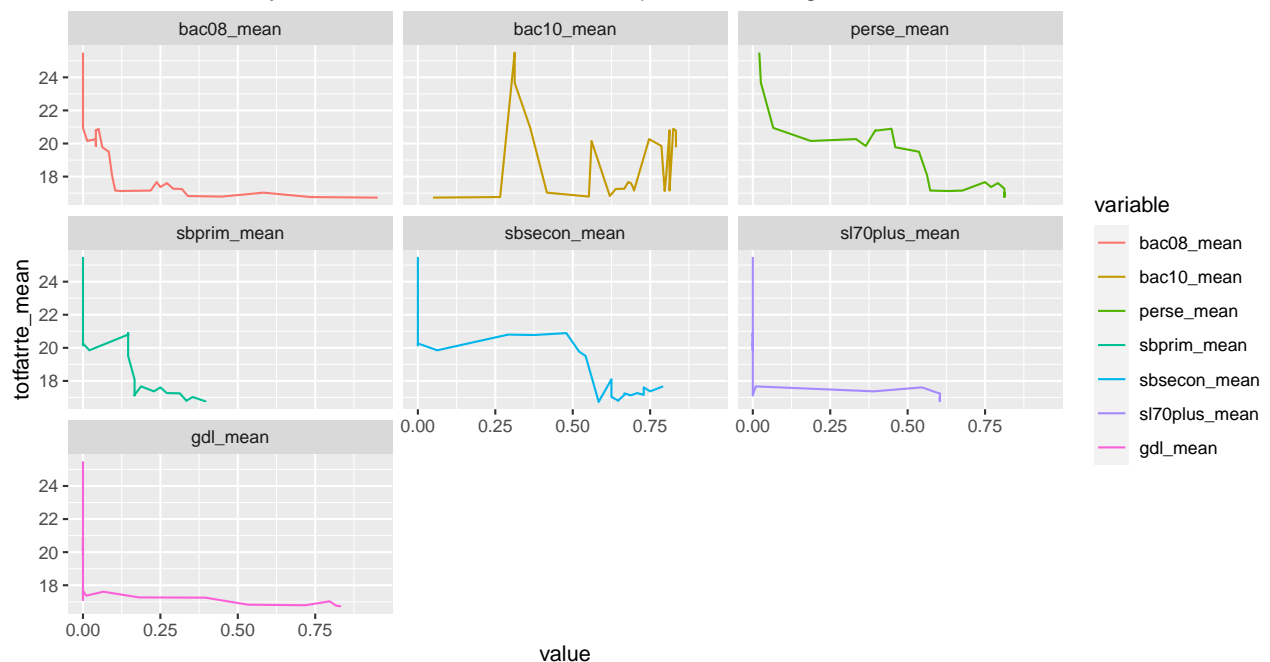 bac08_mean bac10_mean perse_mean
24
22
20
18
sbprim_mean sbsecon_mean sl70plus_mean
24
22
20
18
0.00 0.25 0.50 0.75 0.00 0.25 0.50 0.75
gdl_mean
24
22
20
18
0.00 0.25 0.50 0.75
value
totfatrte_mean
variable
bac08_mean
bac10_mean
perse_mean
sbprim_mean
sbsecon_mean
sl70plus_mean
gdl_mean